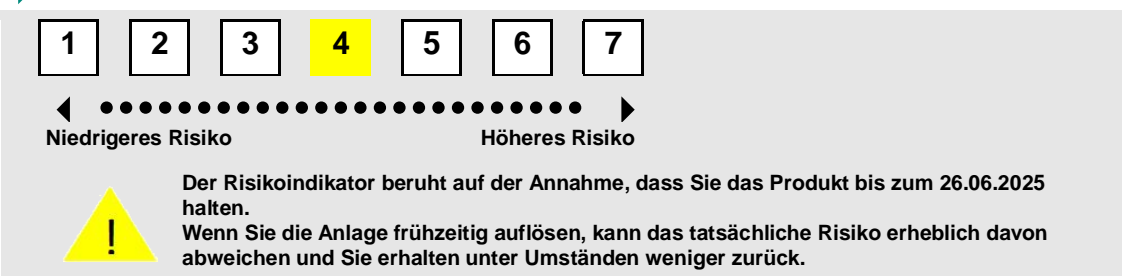 1 2 3 4 5 6 7
Niedrigeres Risiko Höheres Risiko
Der Risikoindikator beruht auf der Annahme, dass Sie das Produkt bis zum 26.06.2025
halten.
Wenn Sie die Anlage frühzeitig auflösen, kann das tatsächliche Risiko erheblich davon
abweichen und Sie erhalten unter Umständen weniger zurück.
!